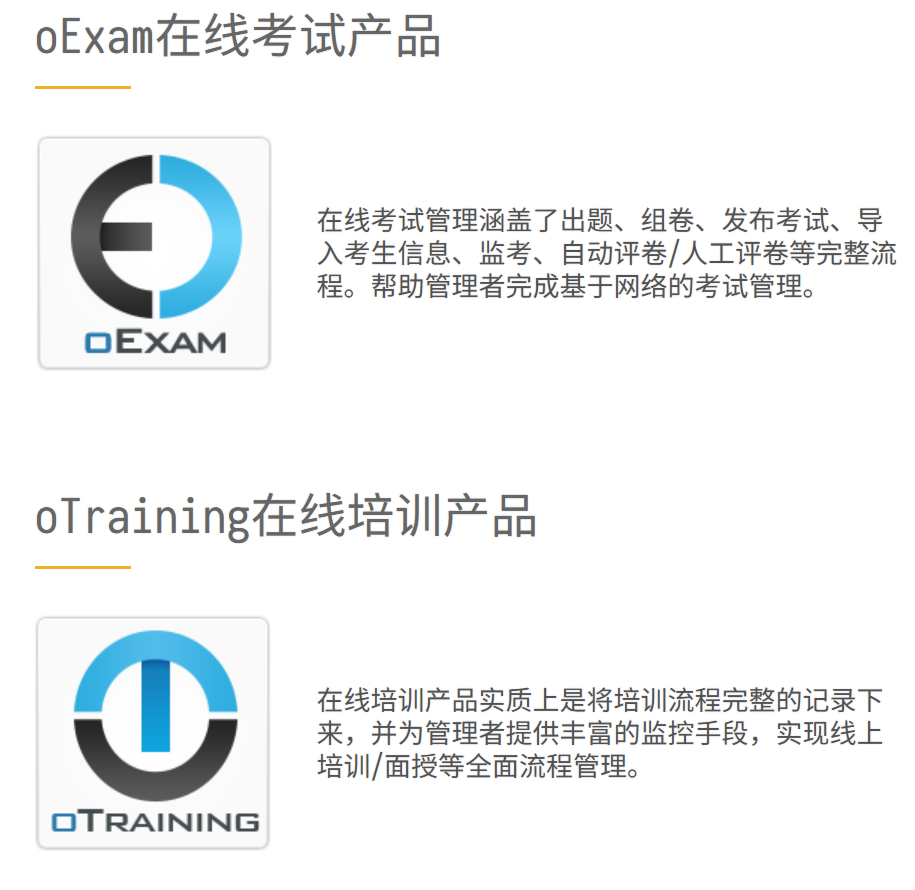 oExam在线考试产品
在线考试管理涵盖了出题、组卷、发布考试、导
入考生信息、监考、自动评卷/人工评卷等完整流
程。帮助管理者完成基于网络的考试管理。
oEXAM
oTraining在线培训产品
在线培训产品实质上是将培训流程完整的记录下
来，并为管理者提供丰富的监控手段，实现线上
培训/面授等全面流程管理。
oTRAINING